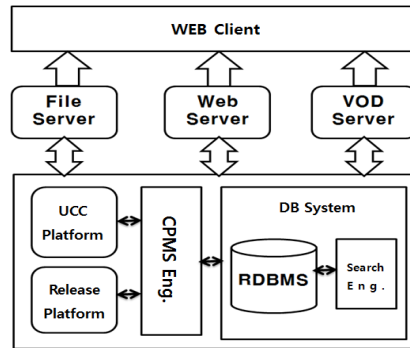 WEB Client
File
Server
Web
Server
VOD
Server
UCC
Platform
Release
Platform
CPMS Eng.
DB System
RDBMS
Search
Eng.